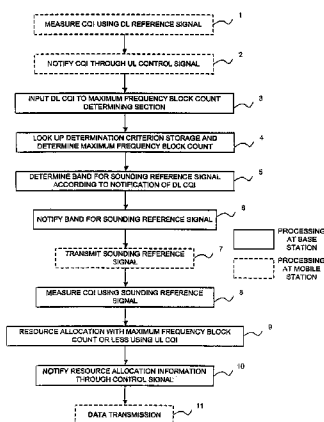 MEASURE CQI USING DL REFERENCE SIGNAL
1
NOTIFY CQI THROUGH UL CONTROL SIGNAL
2
INPUT DL CQI TO MAXIMUM FREQUENCY BLOCK COUNT
DETERMINING SECTION
3
LOOK UP DETERMINATION CRITERION STORAGE AND
DETERMINE MAXIMUM FREQUENCY BLOCK COUNT
4
DETERMINE BAND FOR SOUNDING REFERENCE SIGNAL
ACCORDING TO NOTIFICATION OF DL CQI
5
NOTIFY BAND FOR SOUNDING REFERENCE SIGNAL
6
TRANSMIT SOUNDING REFERENCE
SIGNAL
7
PROCESSING
AT BASE
STATION
PROCESSING
AT MOBILE
STATION
MEASURE CQI USING SOUNDING REFERENCE
SIGNAL
8
RESOURCE ALLOCATION WITH MAXIMUM FREQUENCY BLOCK
COUNT OR LESS USING UL CQI
9
NOTIFY RESOURCE ALLOCATION INFORMATION
THROUGH CONTROL SIGNAL
10
DATA TRANSMISSION
11